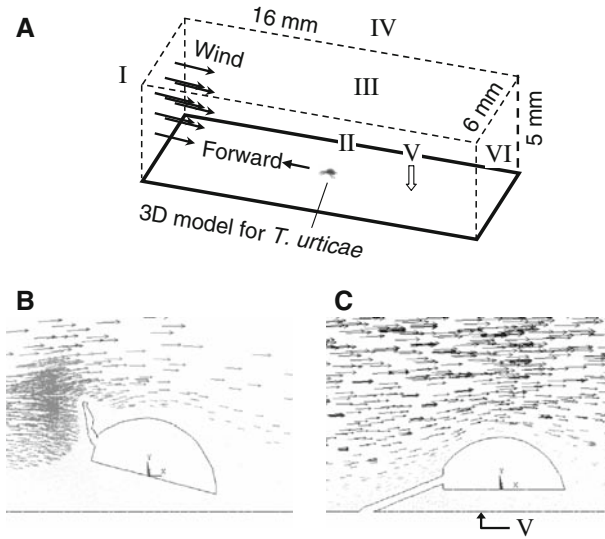 A
16 mm
IV
I
Wind
III
6 mm
5 mm
II
V
VI
Forward
3D model for T. urticae
B
C
Y
X
Y
X
V